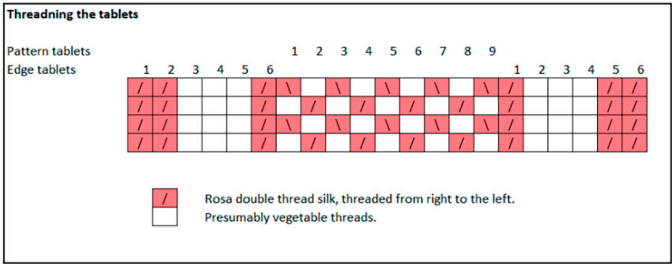 Threadning the tablets
Pattern tablets 1 2 3 4 5 6 7 8 9
Edge tablets 1 2 3 4 5 6 1 2 3 4 5 6
/ / / \ \ \ \ \ / / /
/ / / / / / / / / /
/ / / \ \ \ \ \ / / /
/ / / / / / / / / /
/ Rosa double thread silk, threaded from right to the left.
Presumably vegetable threads.